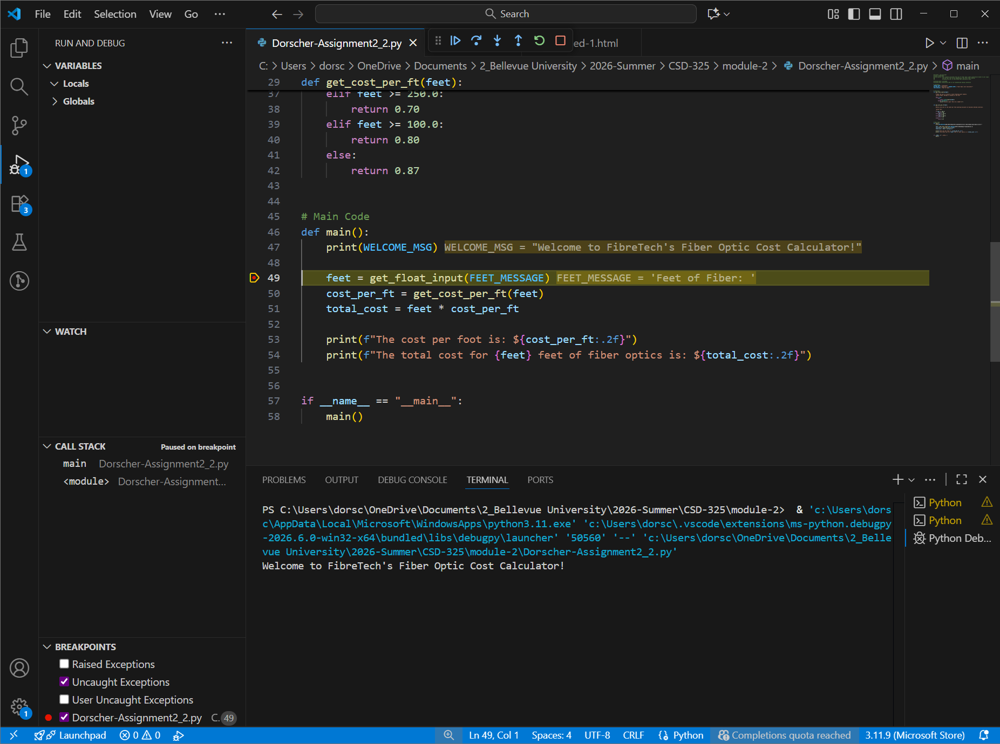 File Edit Selection View Go ··· Search
RUN AND DEBUG ···
VARIABLES
Locals
Globals
WATCH
CALL STACK Paused on breakpoint
main Dorscher-Assignment2_2.py
<module> Dorscher-Assignment...
BREAKPOINTS
Raised Exceptions
Uncaught Exceptions
User Uncaught Exceptions
Dorscher-Assignment2_2.py C. 49
1
3
1
Dorscher-Assignment2_2.py ed-1.html
C: > Users > dorsc > OneDrive > Documents > 2_Bellevue University > 2026-Summer > CSD-325 > module-2 > Dorscher-Assignment2_2.py > main
29 def get_cost_per_ft(feet):
37 elif feet >= 250.0:
38 return 0.70
39 elif feet >= 100.0:
40 return 0.80
41 else:
42 return 0.87
43
44
45 # Main Code
46 def main():
47 print(WELCOME_MSG) WELCOME_MSG = "Welcome to FibreTech's Fiber Optic Cost Calculator!"
48
49 feet = get_float_input(FEET_MESSAGE) FEET_MESSAGE = 'Feet of Fiber: '
50 cost_per_ft = get_cost_per_ft(feet)
51 total_cost = feet * cost_per_ft
52
53 print(f"The cost per foot is: ${cost_per_ft:.2f}")
54 print(f"The total cost for {feet} feet of fiber optics is: ${total_cost:.2f}")
55
56
57 if __name__ == "__main__":
58 main()
PROBLEMS OUTPUT DEBUG CONSOLE TERMINAL PORTS
PS C:\Users\dorsc\OneDrive\Documents\2_Bellevue University\2026-Summer\CSD-325\module-2> & 'c:\Users\dors
c\AppData\Local\Microsoft\WindowsApps\python3.11.exe' 'c:\Users\dorsc\.vscode\extensions\ms-python.debugpy
-2026.6.0-win32-x64\bundled\libs\debugpy\launcher' '50560' '--' 'c:\Users\dorsc\OneDrive\Documents\2_Belle
vue University\2026-Summer\CSD-325\module-2\Dorscher-Assignment2_2.py'
Welcome to FibreTech's Fiber Optic Cost Calculator!
Python
Python
Python Deb...
Launchpad 0 0 Ln 49, Col 1 Spaces: 4 UTF-8 CRLF Python Completions quota reached 3.11.9 (Microsoft Store)